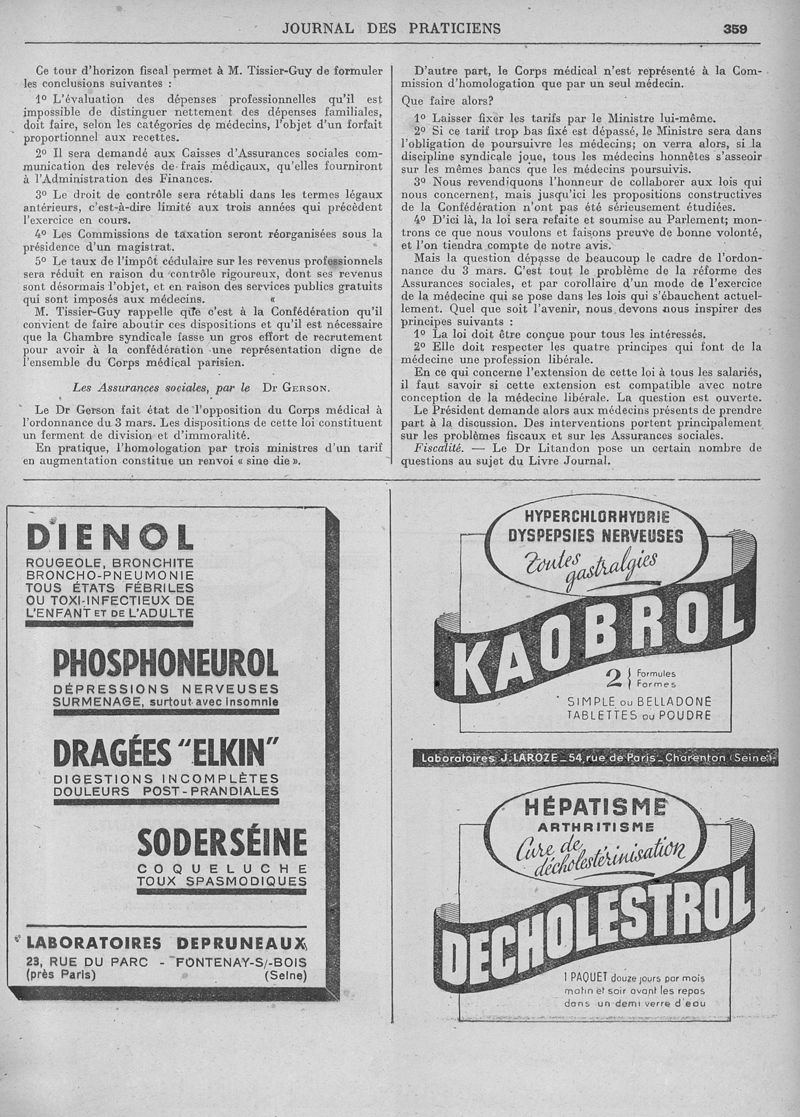 JOURNAL DES PRATICIENS 359
Ce tour d'horizon fiscal permet à M. Tissier-Guy de formuler
les conclusions suivantes :
1º L'évaluation des dépenses professionnelles qu'il est
impossible de distinguer nettement des dépenses familiales,
doit faire, selon les catégories de médecins, l'objet d'un forfait
proportionnel aux recettes.
2º Il sera demandé aux Caisses d'Assurances sociales com-
munication des relevés de frais médicaux, qu'elles fourniront
à l'Administration des Finances.
3º Le droit de contrôle sera rétabli dans les termes légaux
antérieurs, c'est-à-dire limité aux trois années qui précèdent
l'exercice en cours.
4º Les Commissions de taxation seront réorganisées sous la
présidence d'un magistrat.
5º Le taux de l'impôt cédulaire sur les revenus professionnels
sera réduit en raison du contrôle rigoureux, dont ses revenus
sont désormais l'objet, et en raison des services publics gratuits
qui sont imposés aux médecins. «
M. Tissier-Guy rappelle que c'est à la Confédération qu'il
convient de faire aboutir ces dispositions et qu'il est nécessaire
que la Chambre syndicale fasse un gros effort de recrutement
pour avoir à la confédération une représentation digne de
l'ensemble du Corps médical parisien.
Les Assurances sociales, par le Dr GERSON.
Le Dr Gerson fait état de l'opposition du Corps médical à
l'ordonnance du 3 mars. Les dispositions de cette loi constituent
un ferment de division et d'immoralité.
En pratique, l'homologation par trois ministres d'un tarif
en augmentation constitue un renvoi « sine die ».
D'autre part, le Corps médical n'est représenté à la Com-
mission d'homologation que par un seul médecin.
Que faire alors?
1º Laisser fixer les tarifs par le Ministre lui-même.
2º Si ce tarif trop bas fixé est dépassé, le Ministre sera dans
l'obligation de poursuivre les médecins; on verra alors, si la
discipline syndicale joue, tous les médecins honnêtes s'asseoir
sur les mêmes bancs que les médecins poursuivis.
3º Nous revendiquons l'honneur de collaborer aux lois qui
nous concernent, mais jusqu'ici les propositions constructives
de la Confédération n'ont pas été sérieusement étudiées.
4º D'ici là, la loi sera refaite et soumise au Parlement; mon-
trons ce que nous voulons et faisons preuve de bonne volonté,
et l'on tiendra compte de notre avis.
Mais la question dépasse de beaucoup le cadre de l'ordon-
nance du 3 mars. C'est tout le problème de la réforme des
Assurances sociales, et par corollaire d'un mode de l'exercice
de la médecine qui se pose dans les lois qui s'ébauchent actuel-
lement. Quel que soit l'avenir, nous devons nous inspirer des
principes suivants :
1º La loi doit être conçue pour tous les intéressés.
2º Elle doit respecter les quatre principes qui font de la
médecine une profession libérale.
En ce qui concerne l'extension de cette loi à tous les salariés,
il faut savoir si cette extension est compatible avec notre
conception de la médecine libérale. La question est ouverte.
Le Président demande alors aux médecins présents de prendre
part à la discussion. Des interventions portent principalement
sur les problèmes fiscaux et sur les Assurances sociales.
Fiscalité. — Le Dr Litandon pose un certain nombre de
questions au sujet du Livre Journal.
DIENOL
ROUGEOLE, BRONCHITE
BRONCHO-PNEUMONIE
TOUS ÉTATS FÉBRILES
OU TOXI-INFECTIEUX DE
L'ENFANT ET DE L'ADULTE
PHOSPHONEUROL
DÉPRESSIONS NERVEUSES
SURMENAGE, surtout avec insomnie
DRAGÉES "ELKIN"
DIGESTIONS INCOMPLÈTES
DOULEURS POST-PRANDIALES
SODERSÉINE
COQUELUCHE
TOUX SPASMODIQUES
LABORATOIRES DEPRUNEAUX
23, RUE DU PARC - FONTENAY-S/-BOIS
(près Paris) (Seine)
HYPERCHLORHYDRIE
DYSPEPSIES NERVEUSES
Toutes
gastralgies
KAOBROL
2 } Formules
Formes
SIMPLE ou BELLADONÉ
TABLETTES ou POUDRE
Laboratoires J. LAROZE _ 54, rue de Paris _ Charenton (Seine)
HÉPATISME
ARTHRITISME
Cure de
décholestérinisation
DECHOLESTROL
1 PAQUET douze jours par mois
matin et soir avant les repas
dans un demi verre d'eau